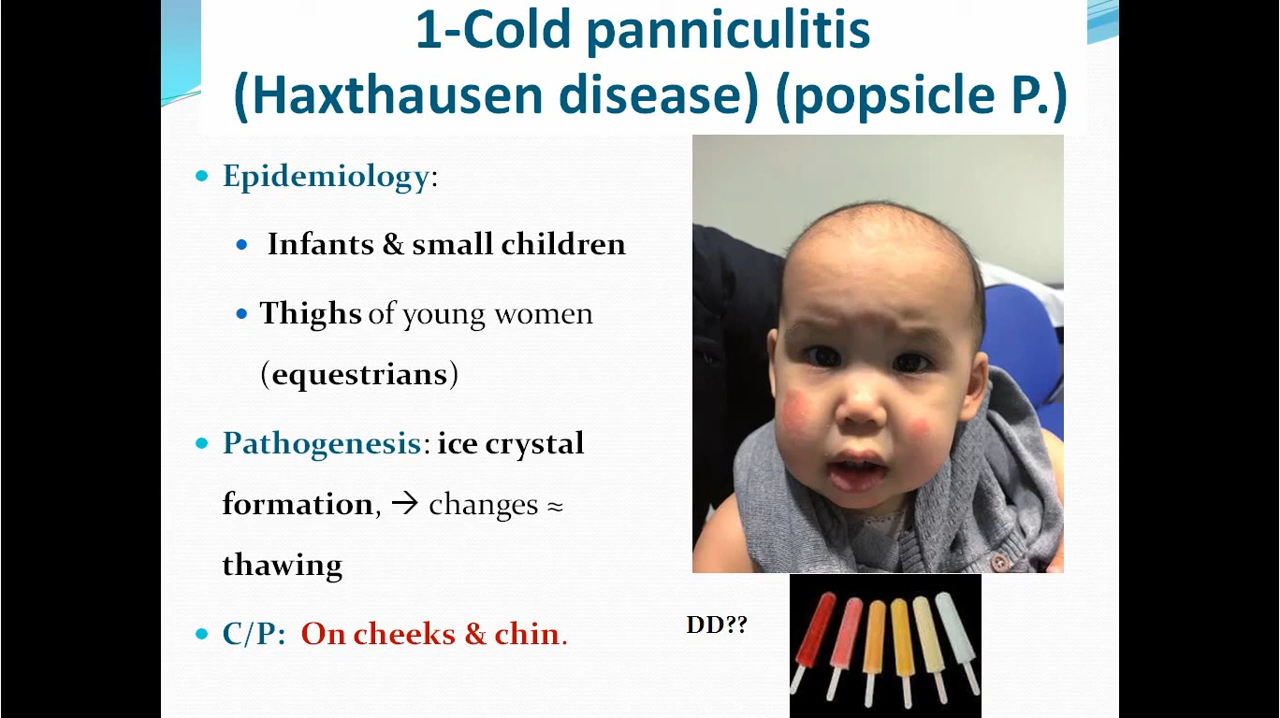 1-Cold panniculitis
(Haxthausen disease) (popsicle P.)
• Epidemiology:
• Infants & small children
• Thighs of young women
(equestrians)
• Pathogenesis: ice crystal
formation, → changes ≈
thawing
• C/P: On cheeks & chin.
DD??